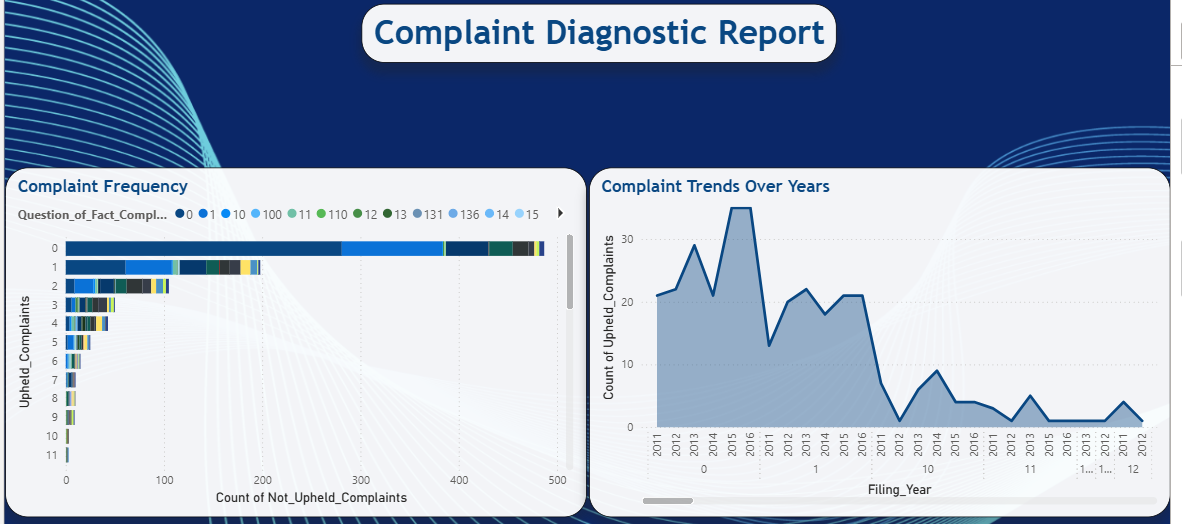 Complaint Diagnostic Report
Complaint Frequency
Question_of_Fact_Compl... 0 1 10 100 11 110 12 13 131 136 14 15
Upheld_Complaints
0
1
2
3
4
5
6
7
8
9
10
11
0 100 200 300 400 500
Count of Not_Upheld_Complaints
Complaint Trends Over Years
Count of Upheld_Complaints
30
20
10
0
2011 2012 2013 2014 2015 2016 2011 2012 2013 2014 2015 2016 2011 2012 2013 2014 2015 2016 2011 2012 2013 2015 2016 2013 2012 2011 2012
0 1 10 11 1... 1... 12
Filing_Year